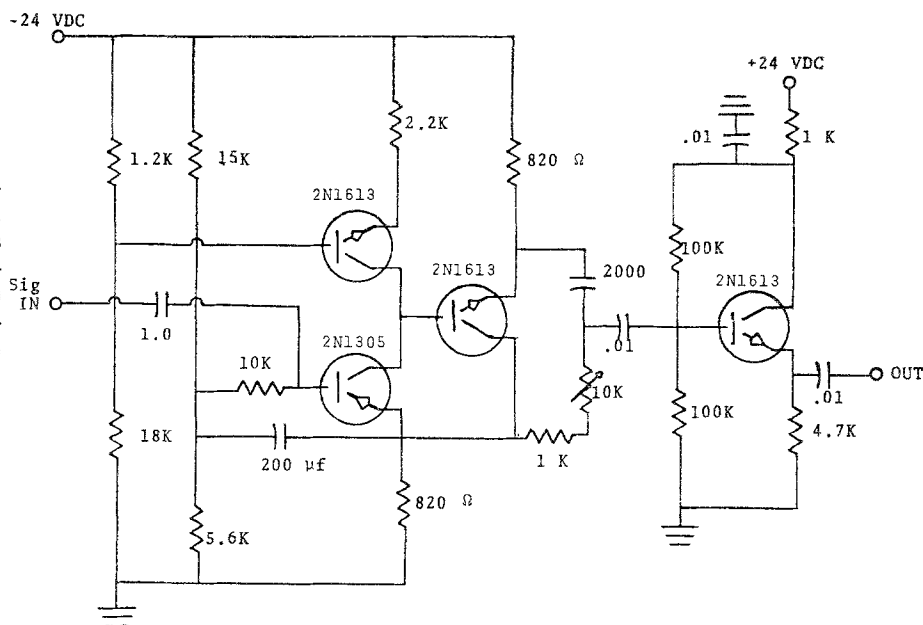 -24 VDC
+24 VDC
2.2K
.01
1 K
1.2K
15K
820 Ω
2N1613
100K
2N1613
2000
2N1613
Sig
IN
1.0
2N1305
.01
10K
10K
OUT
.01
18K
100K
4.7K
200 µf
1 K
820 Ω
5.6K